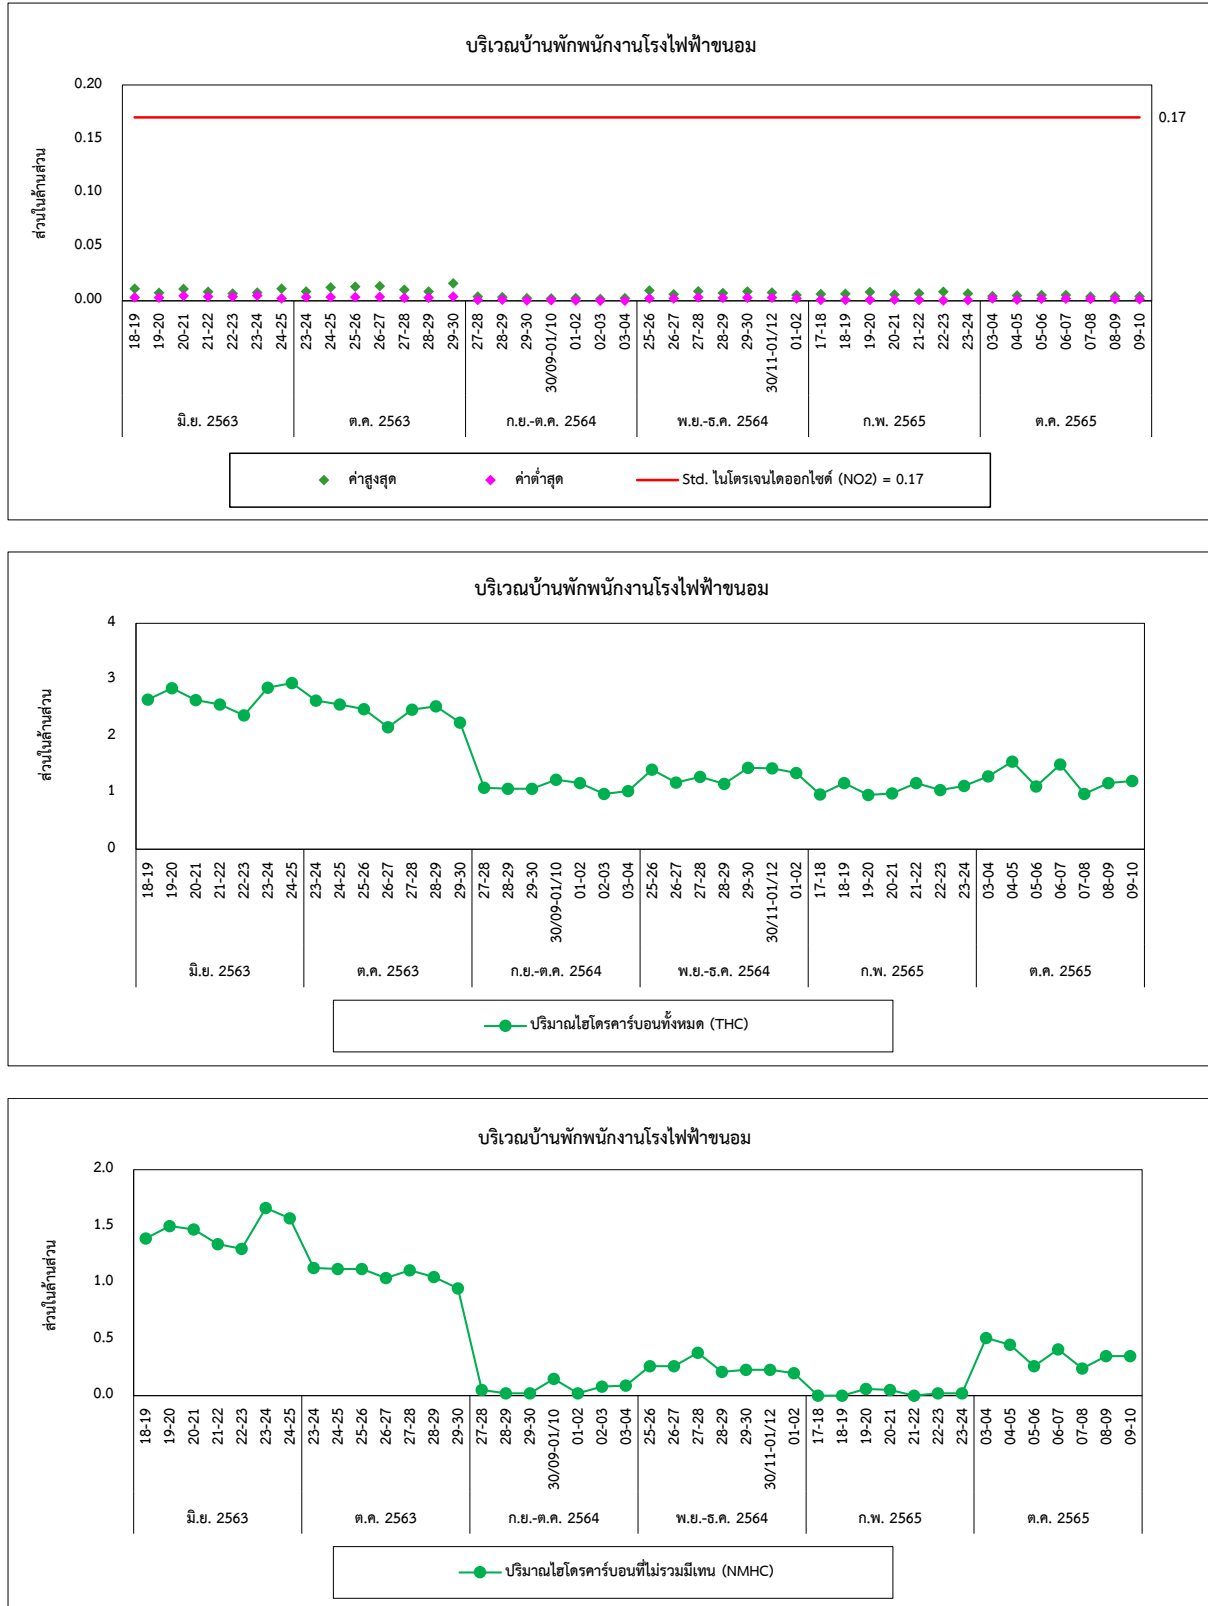 บริเวณบ้านพักพนักงานโรงไฟฟ้าขนอม
0.20
0.15
0.10
0.05
0.00
ส่วนในล้านส่วน
0.17
18-19 19-20 20-21 21-22 22-23 23-24 24-25 23-24 24-25 25-26 26-27 27-28 28-29 29-30 27-28 28-29 29-30 30/09-01/10 01-02 02-03 03-04 25-26 26-27 27-28 28-29 29-30 30/11-01/12 01-02 17-18 18-19 19-20 20-21 21-22 22-23 23-24 03-04 04-05 05-06 06-07 07-08 08-09 09-10
มิ.ย. 2563 ต.ค. 2563 ก.ย.-ต.ค. 2564 พ.ย.-ธ.ค. 2564 ก.พ. 2565 ต.ค. 2565
ค่าสูงสุด ค่าต่ำสุด Std. ไนโตรเจนไดออกไซด์ (NO2) = 0.17
บริเวณบ้านพักพนักงานโรงไฟฟ้าขนอม
4
3
2
1
0
ส่วนในล้านส่วน
18-19 19-20 20-21 21-22 22-23 23-24 24-25 23-24 24-25 25-26 26-27 27-28 28-29 29-30 27-28 28-29 29-30 30/09-01/10 01-02 02-03 03-04 25-26 26-27 27-28 28-29 29-30 30/11-01/12 01-02 17-18 18-19 19-20 20-21 21-22 22-23 23-24 03-04 04-05 05-06 06-07 07-08 08-09 09-10
มิ.ย. 2563 ต.ค. 2563 ก.ย.-ต.ค. 2564 พ.ย.-ธ.ค. 2564 ก.พ. 2565 ต.ค. 2565
ปริมาณไฮโดรคาร์บอนทั้งหมด (THC)
บริเวณบ้านพักพนักงานโรงไฟฟ้าขนอม
2.0
1.5
1.0
0.5
0.0
ส่วนในล้านส่วน
18-19 19-20 20-21 21-22 22-23 23-24 24-25 23-24 24-25 25-26 26-27 27-28 28-29 29-30 27-28 28-29 29-30 30/09-01/10 01-02 02-03 03-04 25-26 26-27 27-28 28-29 29-30 30/11-01/12 01-02 17-18 18-19 19-20 20-21 21-22 22-23 23-24 03-04 04-05 05-06 06-07 07-08 08-09 09-10
มิ.ย. 2563 ต.ค. 2563 ก.ย.-ต.ค. 2564 พ.ย.-ธ.ค. 2564 ก.พ. 2565 ต.ค. 2565
ปริมาณไฮโดรคาร์บอนที่ไม่รวมมีเทน (NMHC)